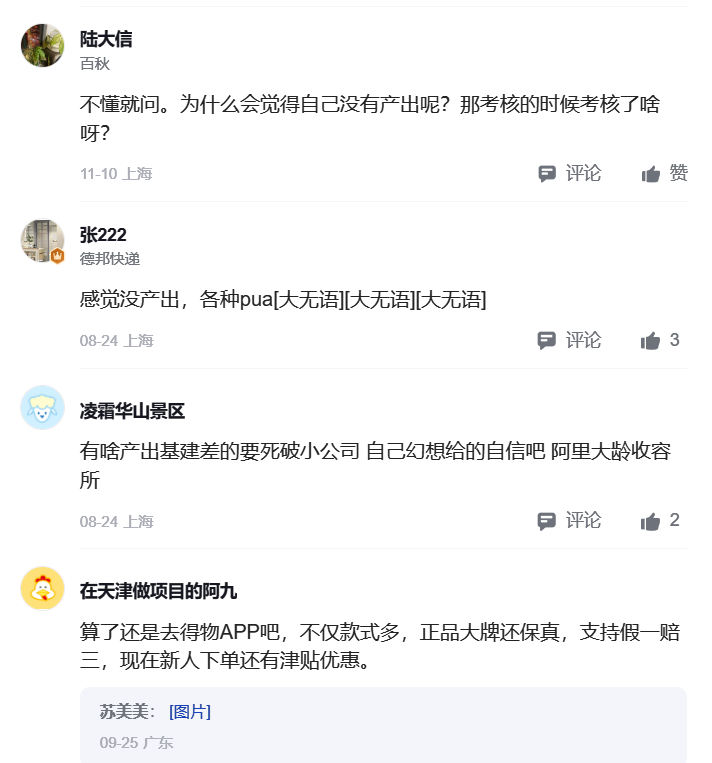 陆大信
百秋
不懂就问。为什么会觉得自己没有产出呢？那考核的时候考核了啥
呀？
11-10 上海
评论
赞
张222
德邦快递
感觉没产出，各种pua[大无语][大无语][大无语]
08-24 上海
评论
3
凌霜华山景区
有啥产出基建差的要死破小公司 自己幻想给的自信吧 阿里大龄收容
所
08-24 上海
评论
2
在天津做项目的阿九
算了还是去得物APP吧，不仅款式多，正品大牌还保真，支持假一赔
三，现在新人下单还有津贴优惠。
苏美美： [图片]
09-25 广东